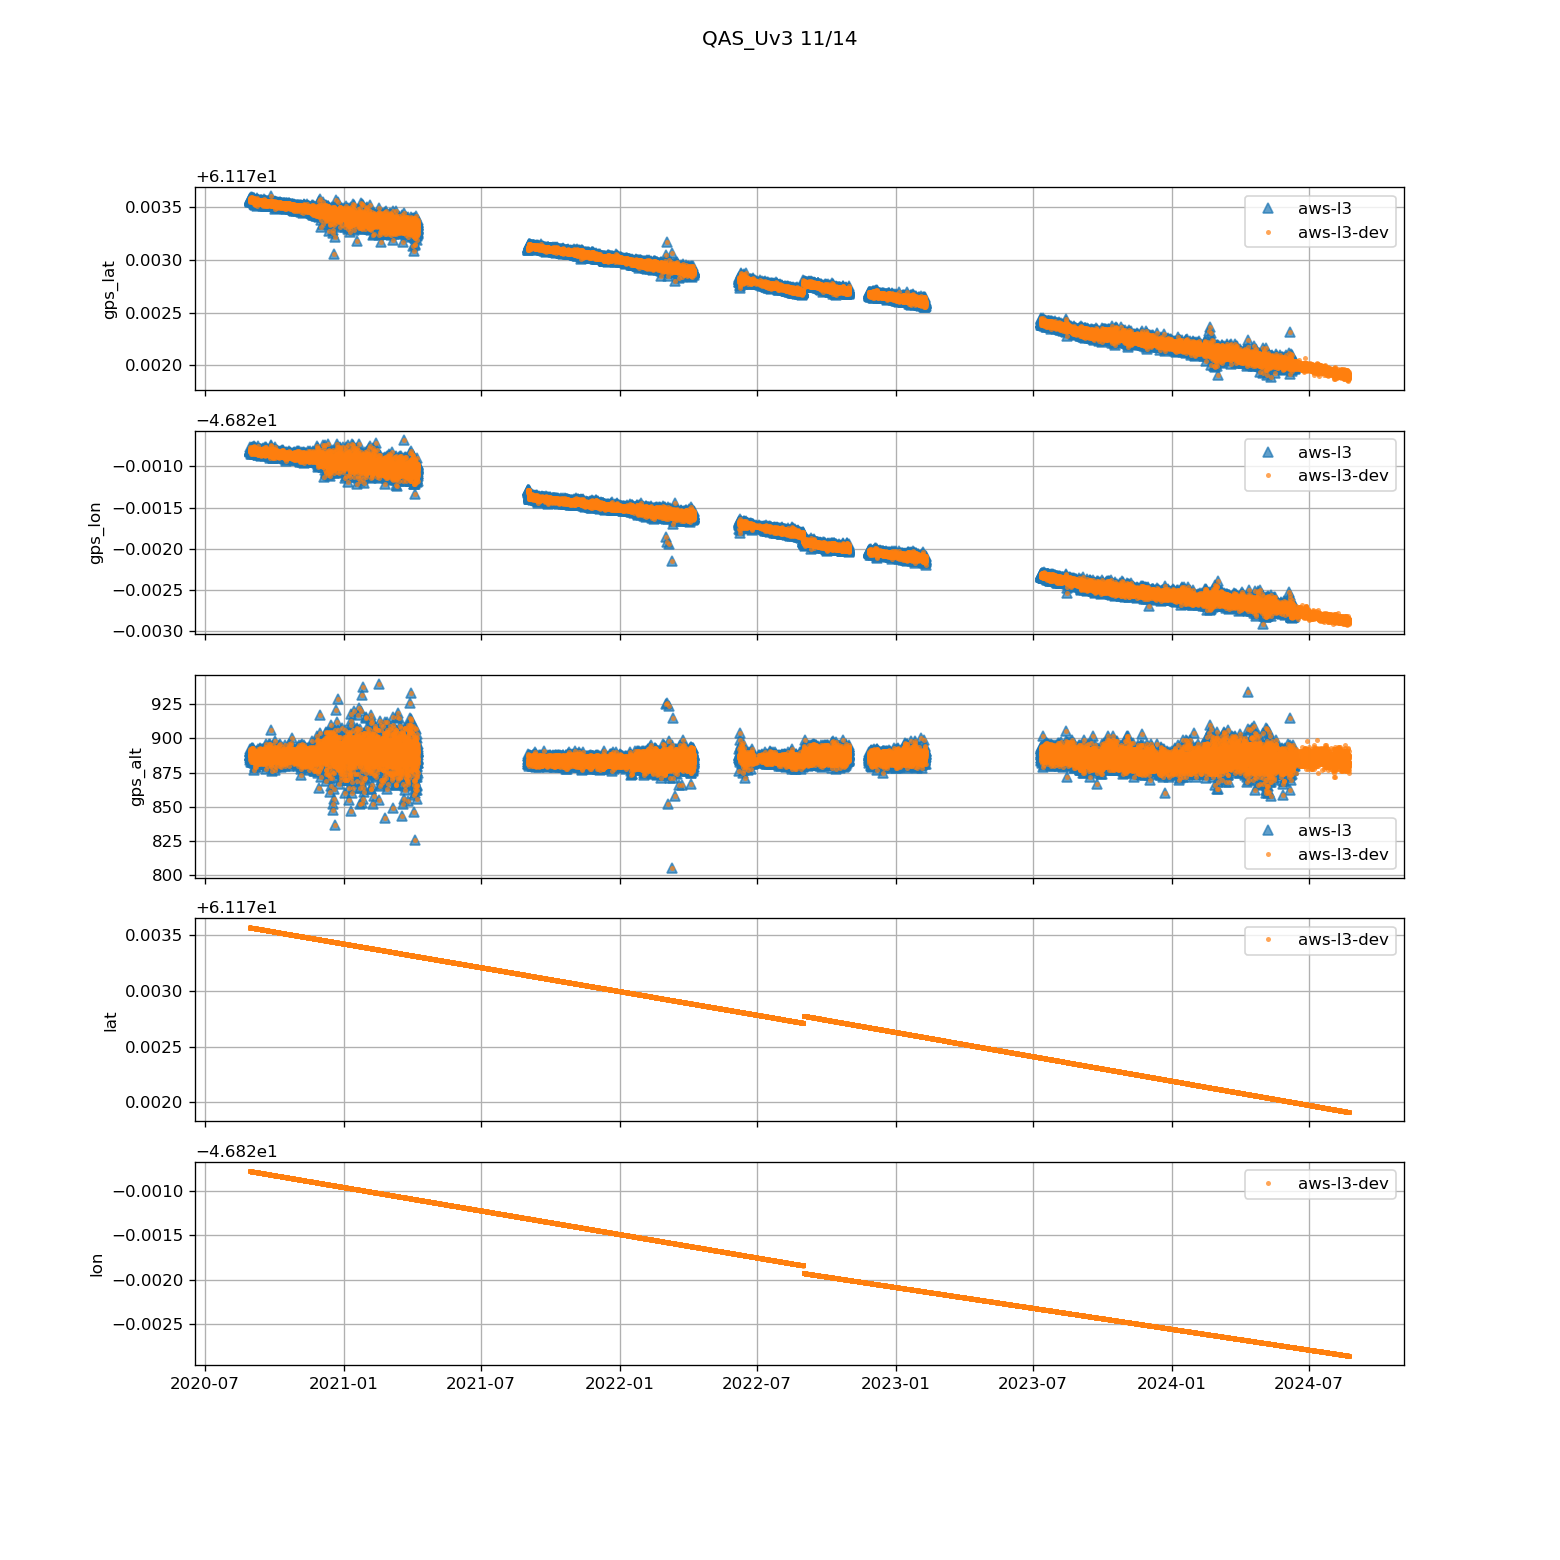 QAS_Uv3 11/14
+6.117e1
0.0035
0.0030
0.0025
0.0020
gps_lat
aws-l3
aws-l3-dev
−4.682e1
−0.0010
−0.0015
−0.0020
−0.0025
−0.0030
gps_lon
aws-l3
aws-l3-dev
925
900
875
850
825
800
gps_alt
aws-l3
aws-l3-dev
+6.117e1
0.0035
0.0030
0.0025
0.0020
lat
aws-l3-dev
−4.682e1
−0.0010
−0.0015
−0.0020
−0.0025
lon
aws-l3-dev
2020-07 2021-01 2021-07 2022-01 2022-07 2023-01 2023-07 2024-01 2024-07